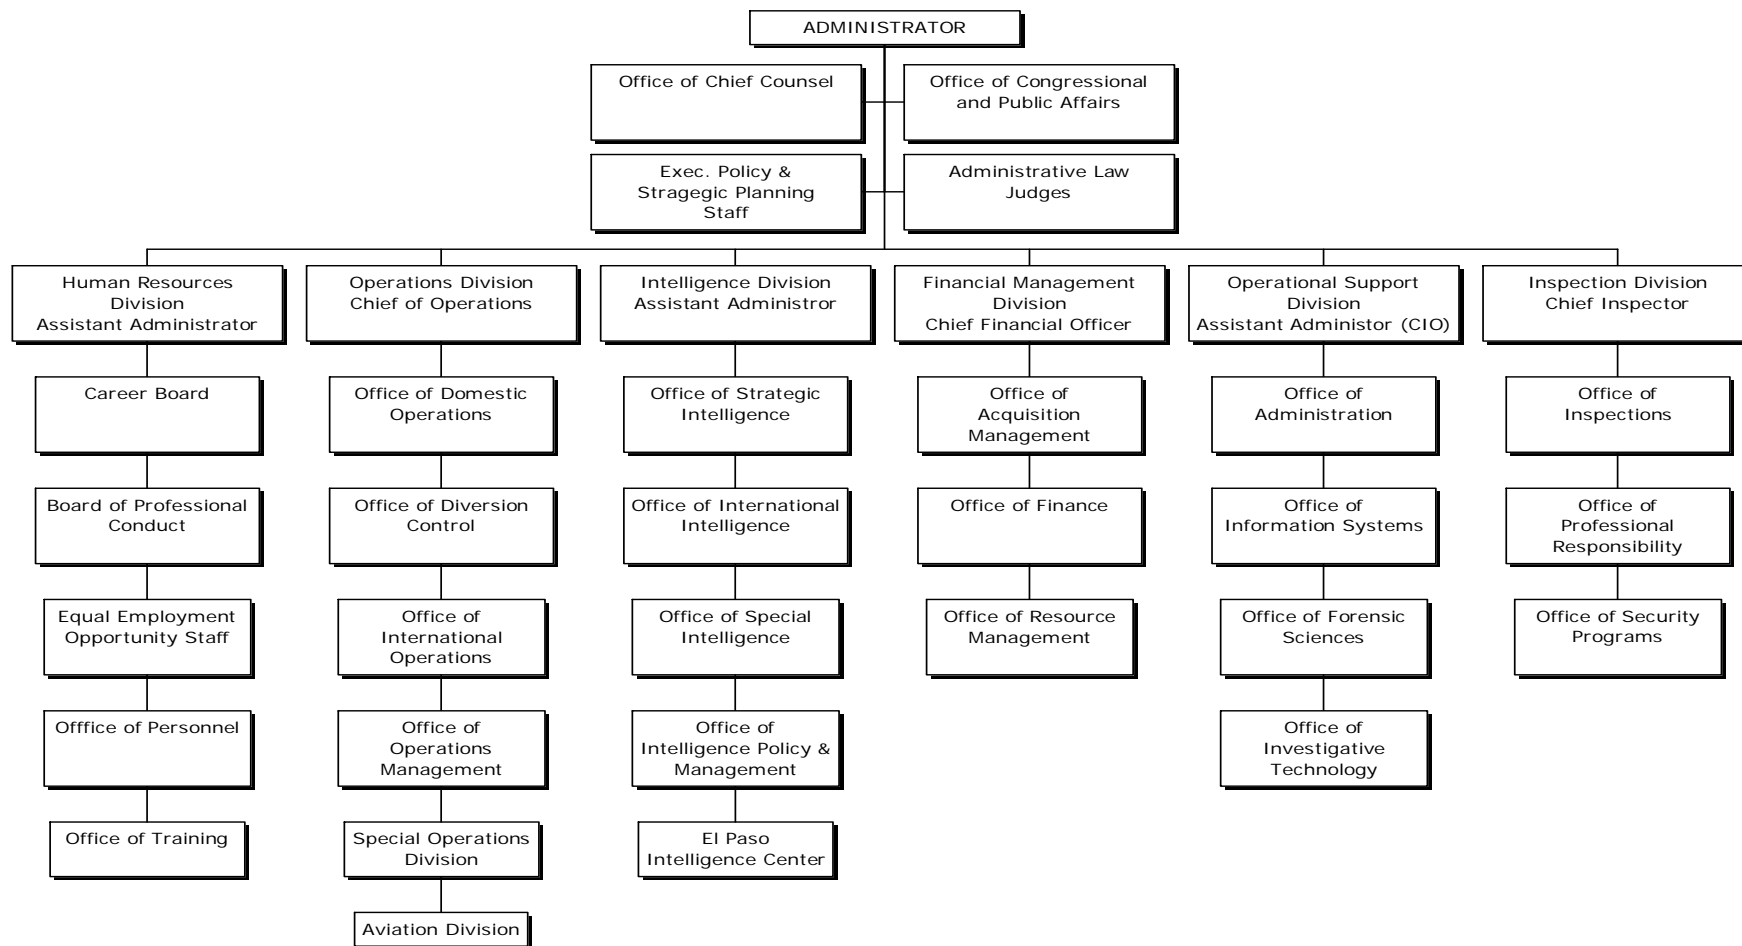 ADMINISTRATOR
Office of Chief Counsel
Office of Congressional
and Public Affairs
Exec. Policy &
Stragegic Planning
Staff
Administrative Law
Judges
Human Resources
Division
Assistant Administrator
Operations Division
Chief of Operations
Intelligence Division
Assistant Adminstror
Financial Management
Division
Chief Financial Officer
Operational Support
Division
Assistant Administor (CIO)
Inspection Division
Chief Inspector
Career Board
Board of Professional
Conduct
Equal Employment
Opportunity Staff
Offfice of Personnel
Office of Training
Office of Domestic
Operations
Office of Diversion
Control
Office of
International
Operations
Office of
Operations
Management
Special Operations
Division
Aviation Division
Office of Strategic
Intelligence
Office of International
Intelligence
Office of Special
Intelligence
Office of
Intelligence Policy &
Management
El Paso
Intelligence Center
Office of
Acquisition
Management
Office of Finance
Office of Resource
Management
Office of
Administration
Office of
Information Systems
Office of Forensic
Sciences
Office of
Investigative
Technology
Office of
Inspections
Office of
Professional
Responsibility
Office of Security
Programs